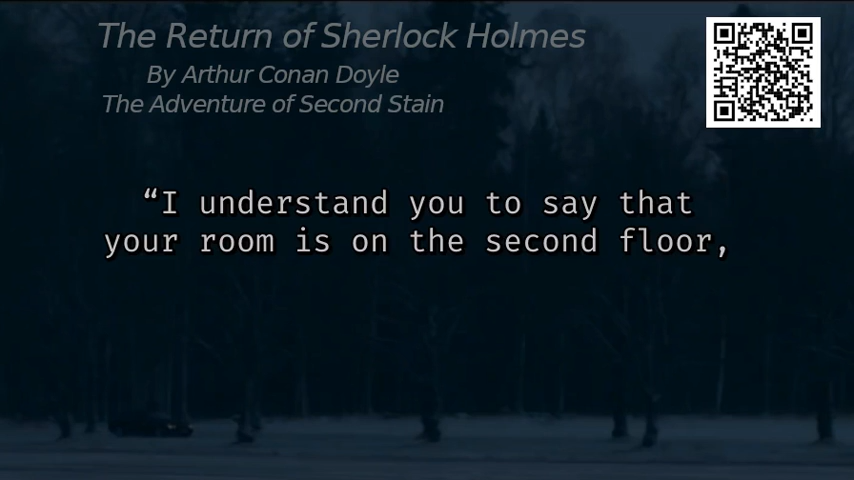 The Return of Sherlock Holmes
By Arthur Conan Doyle
The Adventure of Second Stain
“I understand you to say that
your room is on the second floor,